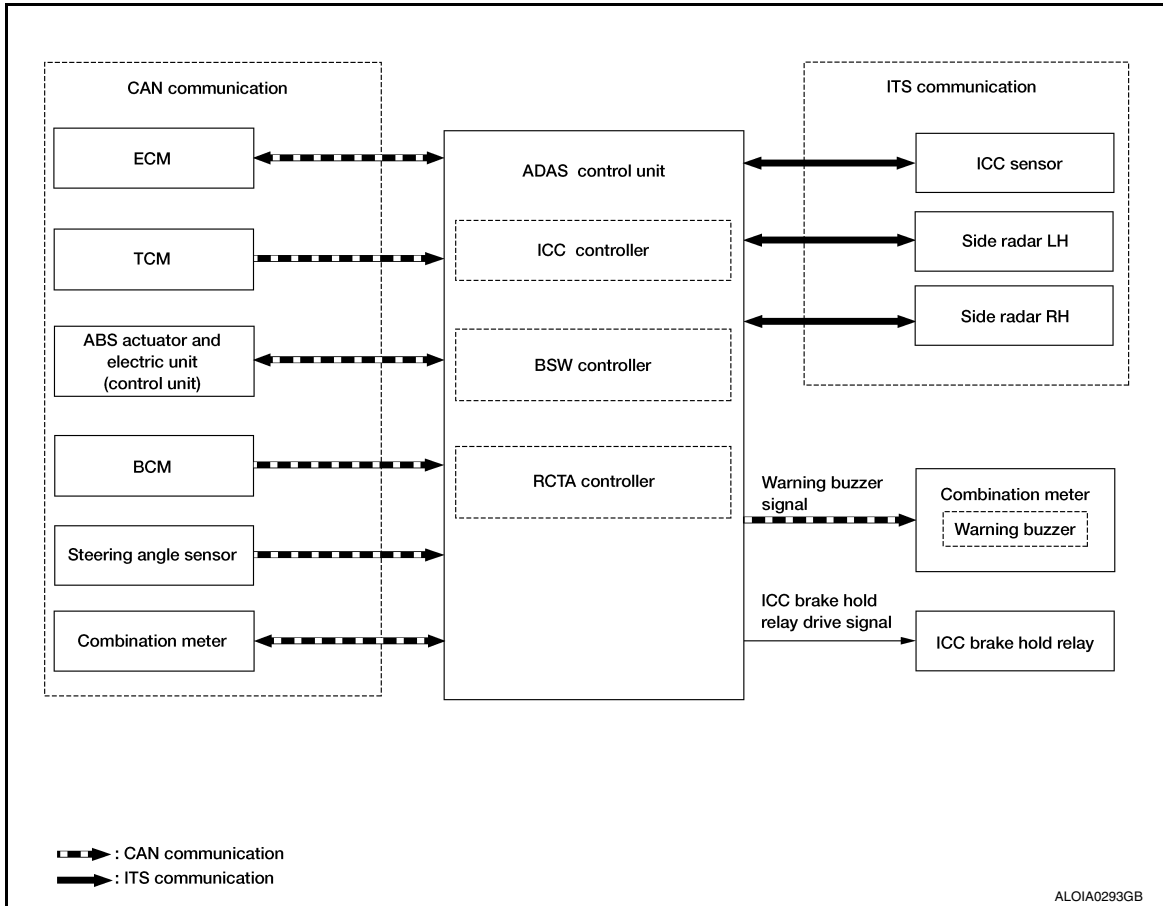 CAN communication
ECM
TCM
ABS actuator and
electric unit
(control unit)
BCM
Steering angle sensor
Combination meter
ADAS control unit
ICC controller
BSW controller
RCTA controller
ITS communication
ICC sensor
Side radar LH
Side radar RH
Warning buzzer
signal
Combination meter
Warning buzzer
ICC brake hold
relay drive signal
ICC brake hold relay
: CAN communication
: ITS communication
ALOIA0293GB